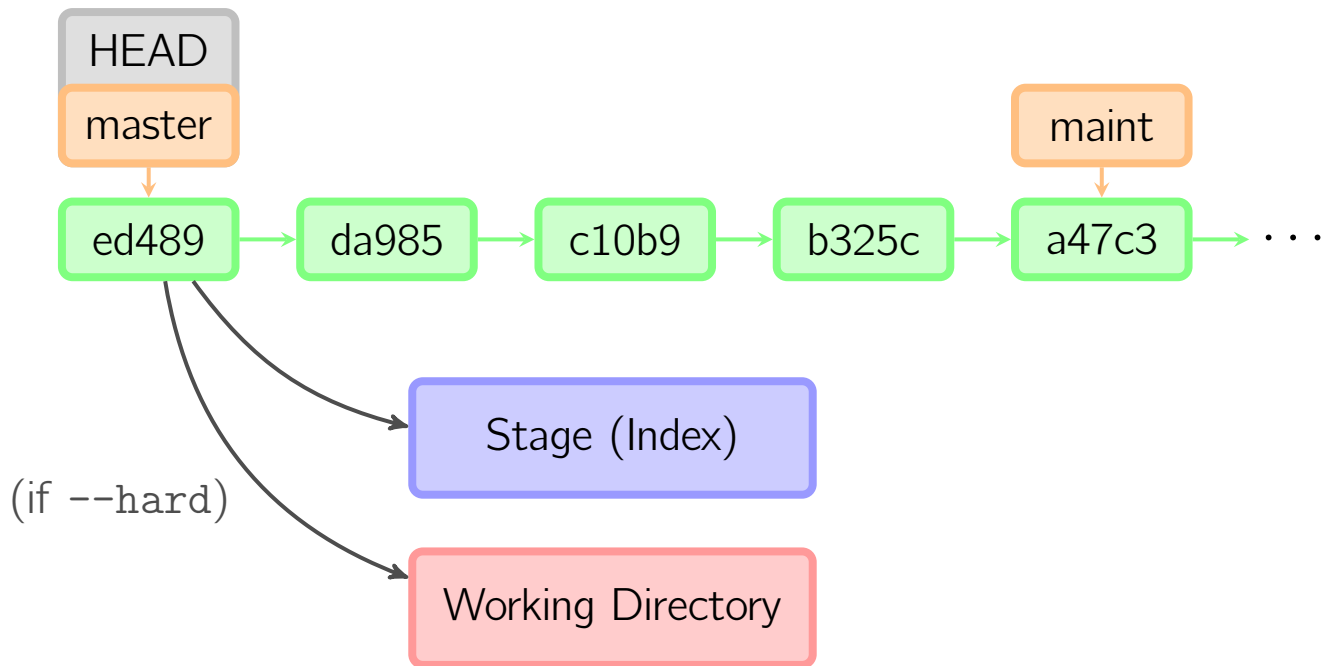 HEAD
master
maint
ed489 da985 c10b9 b325c a47c3 ...
Stage (Index)
(if --hard)
Working Directory